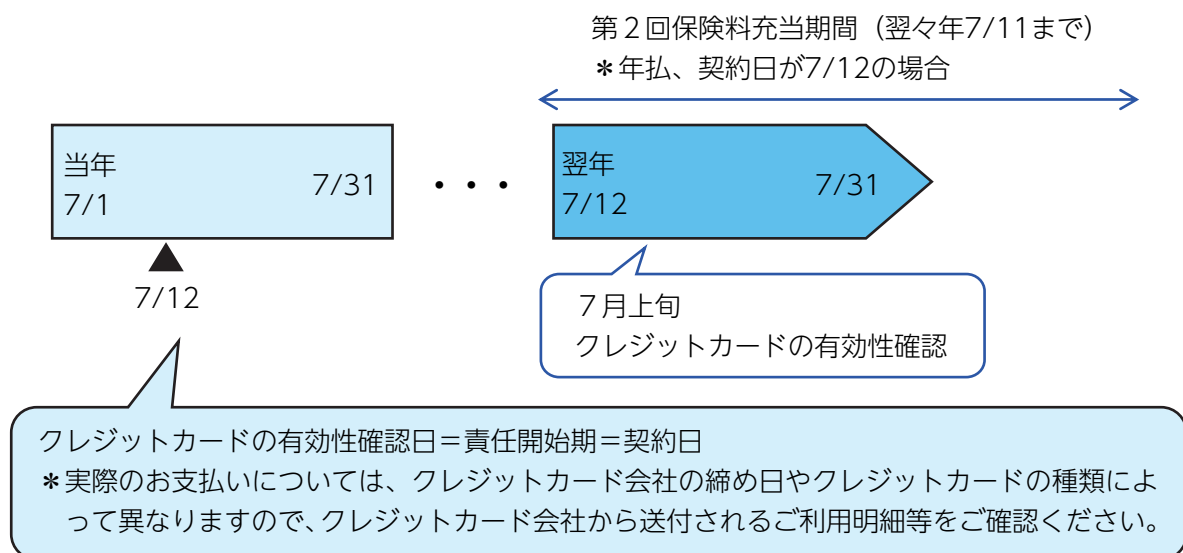 第２回保険料充当期間（翌々年7/11まで）
＊年払、契約日が7/12の場合
当年
7/1
7/31
・・・
翌年
7/12
7/31
7/12
７月上旬
クレジットカードの有効性確認
クレジットカードの有効性確認日＝責任開始期＝契約日
＊実際のお支払いについては、クレジットカード会社の締め日やクレジットカードの種類によ
って異なりますので、クレジットカード会社から送付されるご利用明細等をご確認ください。